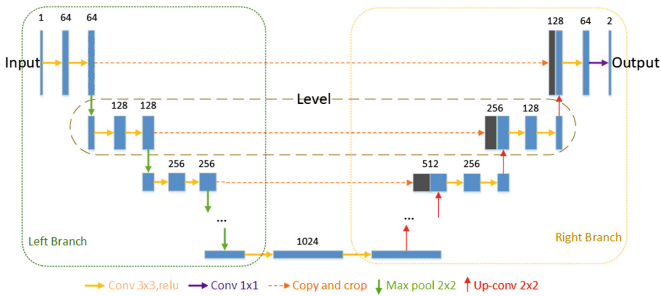 1 64 64 128 64 2
Input Output
Level
128 128 256 128
256 256 512 256
... ...
1024
Left Branch Right Branch
Conv 3x3,relu Conv 1x1 Copy and crop Max pool 2x2 Up-conv 2x2